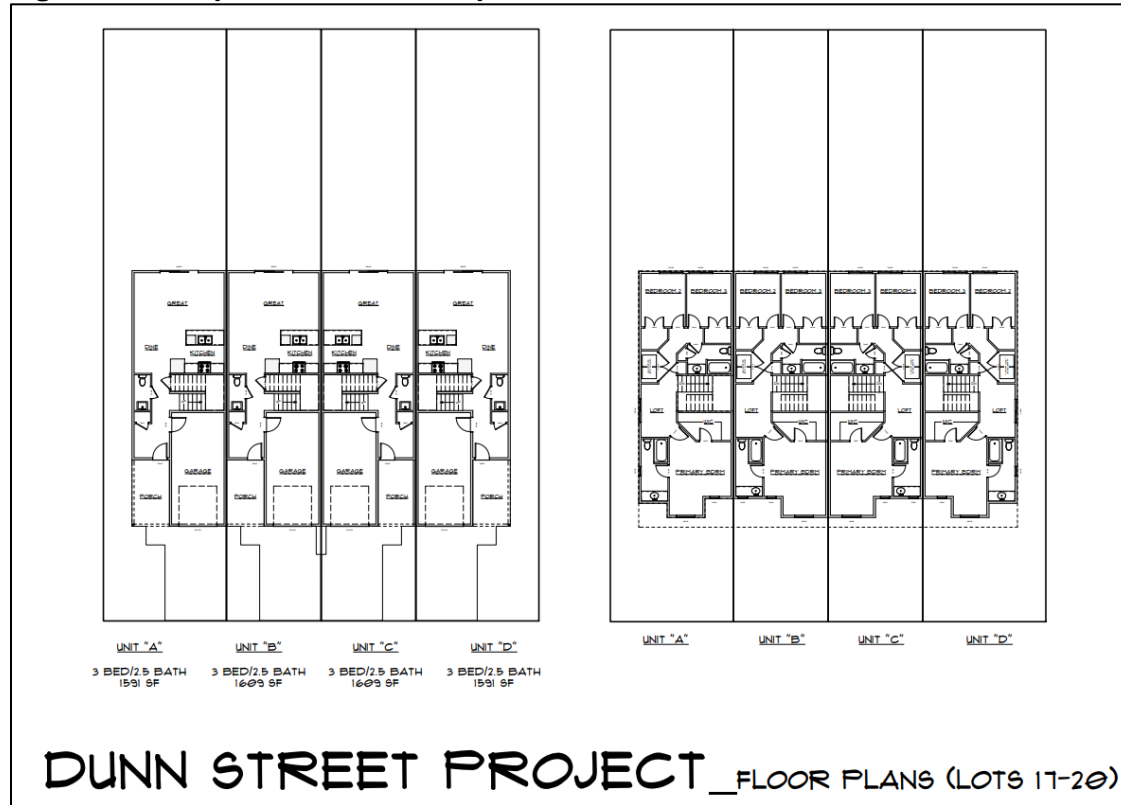 GREAT GREAT GREAT GREAT
DINE DINE DINE DINE
KITCHEN KITCHEN KITCHEN KITCHEN
GARAGE GARAGE GARAGE GARAGE
PORCH PORCH PORCH PORCH
UNIT "A" UNIT "B" UNIT "C" UNIT "D"
3 BED/2.5 BATH 3 BED/2.5 BATH 3 BED/2.5 BATH 3 BED/2.5 BATH
1591 SF 1609 SF 1609 SF 1591 SF
BEDROOM 2 BEDROOM 3 BEDROOM 2 BEDROOM 3 BEDROOM 3 BEDROOM 2 BEDROOM 3 BEDROOM 2
LOFT LOFT LOFT LOFT
WIC WIC WIC WIC
PRIMARY BDRM PRIMARY BDRM PRIMARY BDRM PRIMARY BDRM
UNIT "A" UNIT "B" UNIT "C" UNIT "D"
DUNN STREET PROJECT_FLOOR PLANS (LOTS 17-20)